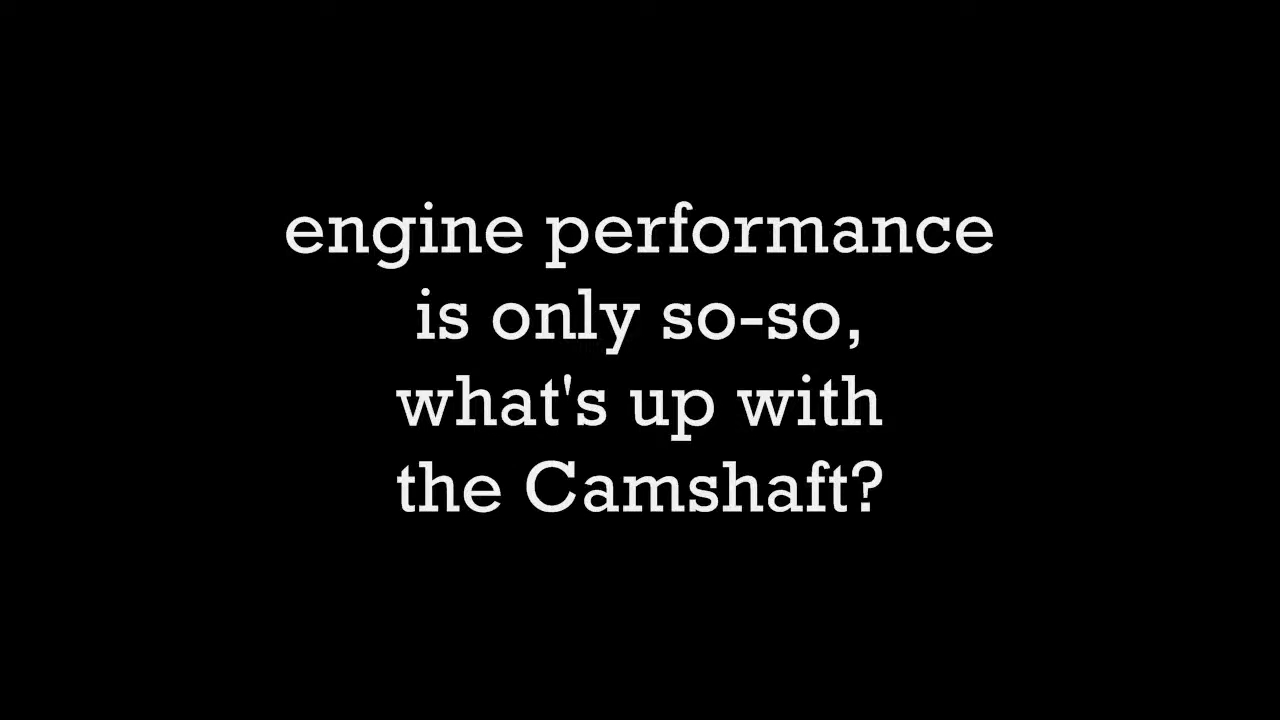 engine performance
is only so-so,
what's up with
the Camshaft?